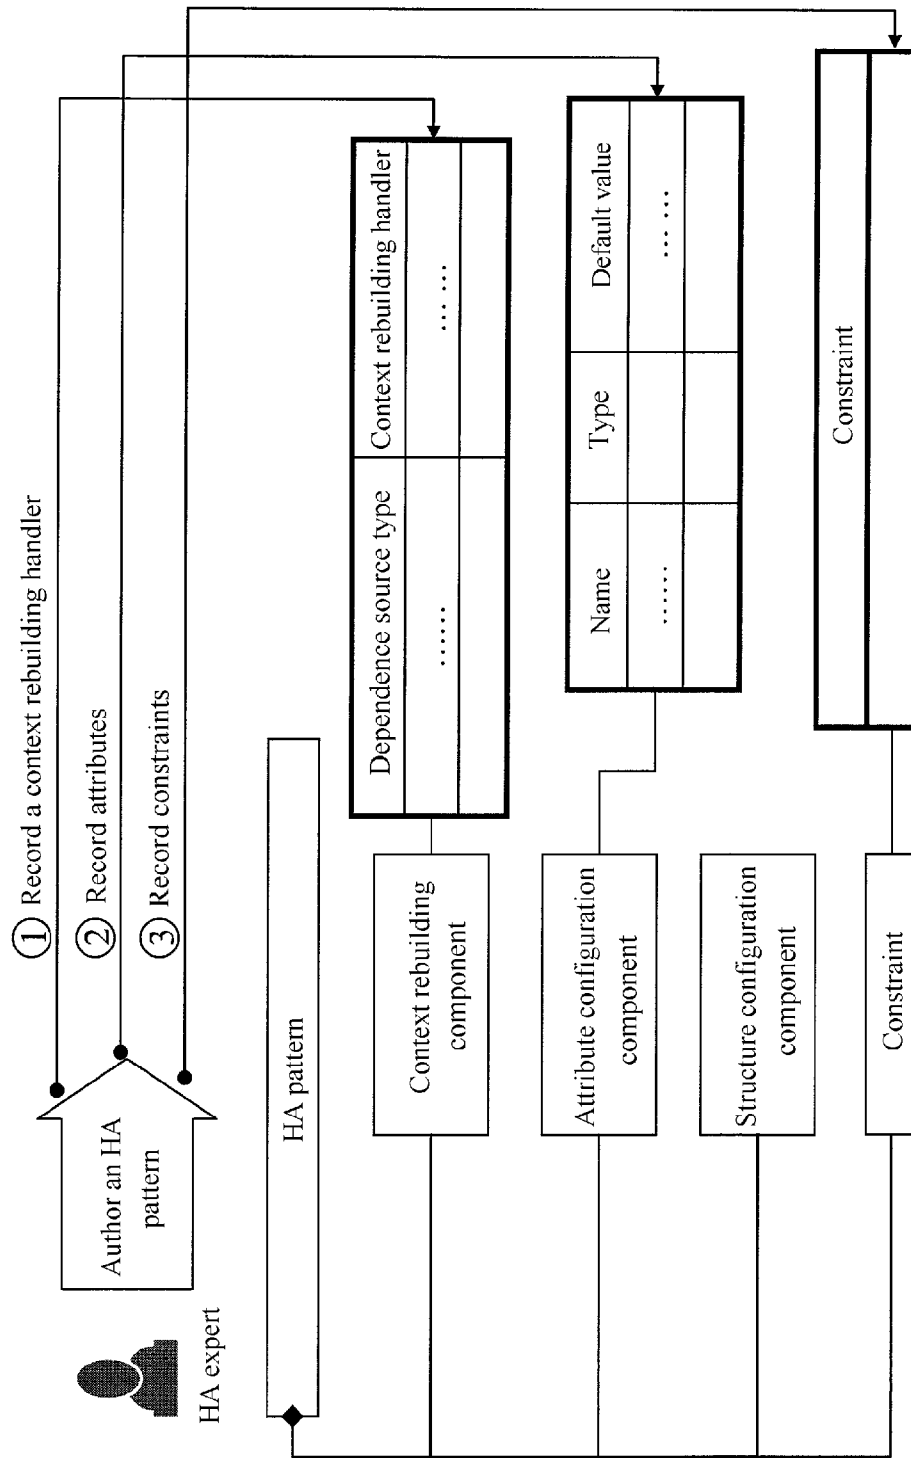 ① Record a context rebuilding handler
② Record attributes
③ Record constraints
Author an HA
pattern
HA expert
HA pattern
Context rebuilding
component
Dependence source type
Context rebuilding handler
......
... ...
Attribute configuration
component
Name
Type
Default value
......
... ...
Structure configuration
component
Constraint
Constraint